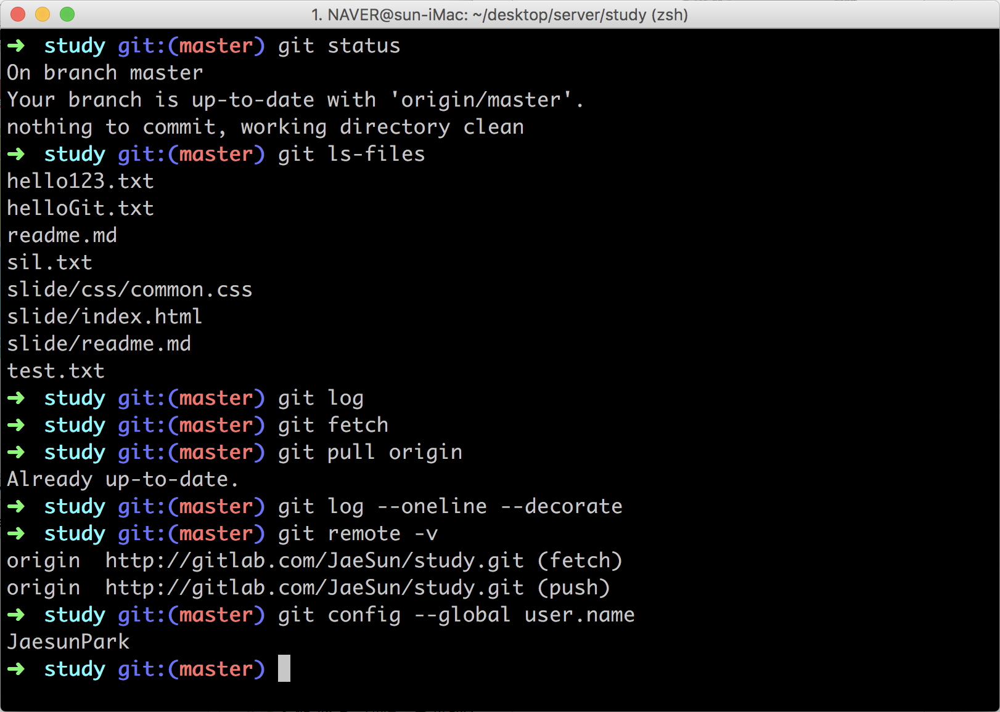 1. NAVER@sun-iMac: ~/desktop/server/study (zsh)
➜ study git:(master) git status
On branch master
Your branch is up-to-date with 'origin/master'.
nothing to commit, working directory clean
➜ study git:(master) git ls-files
hello123.txt
helloGit.txt
readme.md
sil.txt
slide/css/common.css
slide/index.html
slide/readme.md
test.txt
➜ study git:(master) git log
➜ study git:(master) git fetch
➜ study git:(master) git pull origin
Already up-to-date.
➜ study git:(master) git log --oneline --decorate
➜ study git:(master) git remote -v
origin  http://gitlab.com/JaeSun/study.git (fetch)
origin  http://gitlab.com/JaeSun/study.git (push)
➜ study git:(master) git config --global user.name
JaesunPark
➜ study git:(master)